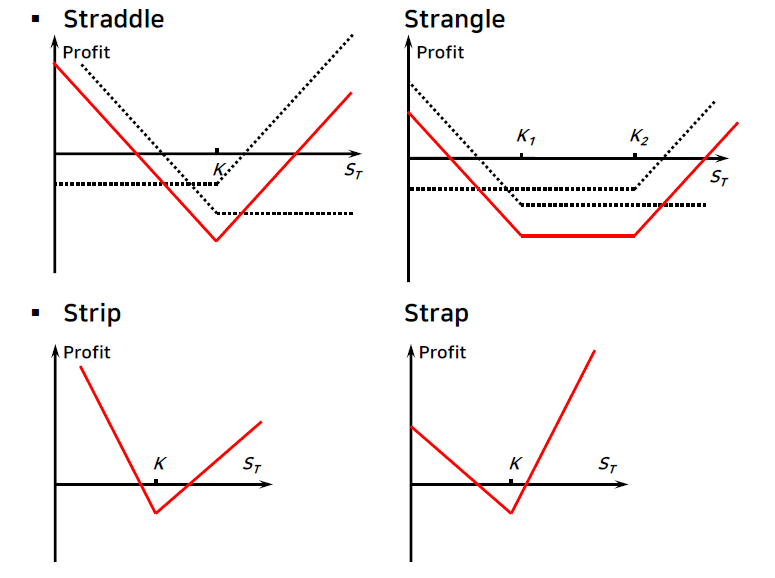 ▪ Straddle
Profit
K
S_T
Strangle
Profit
K_1
K_2
S_T
▪ Strip
Profit
K
S_T
Strap
Profit
K
S_T